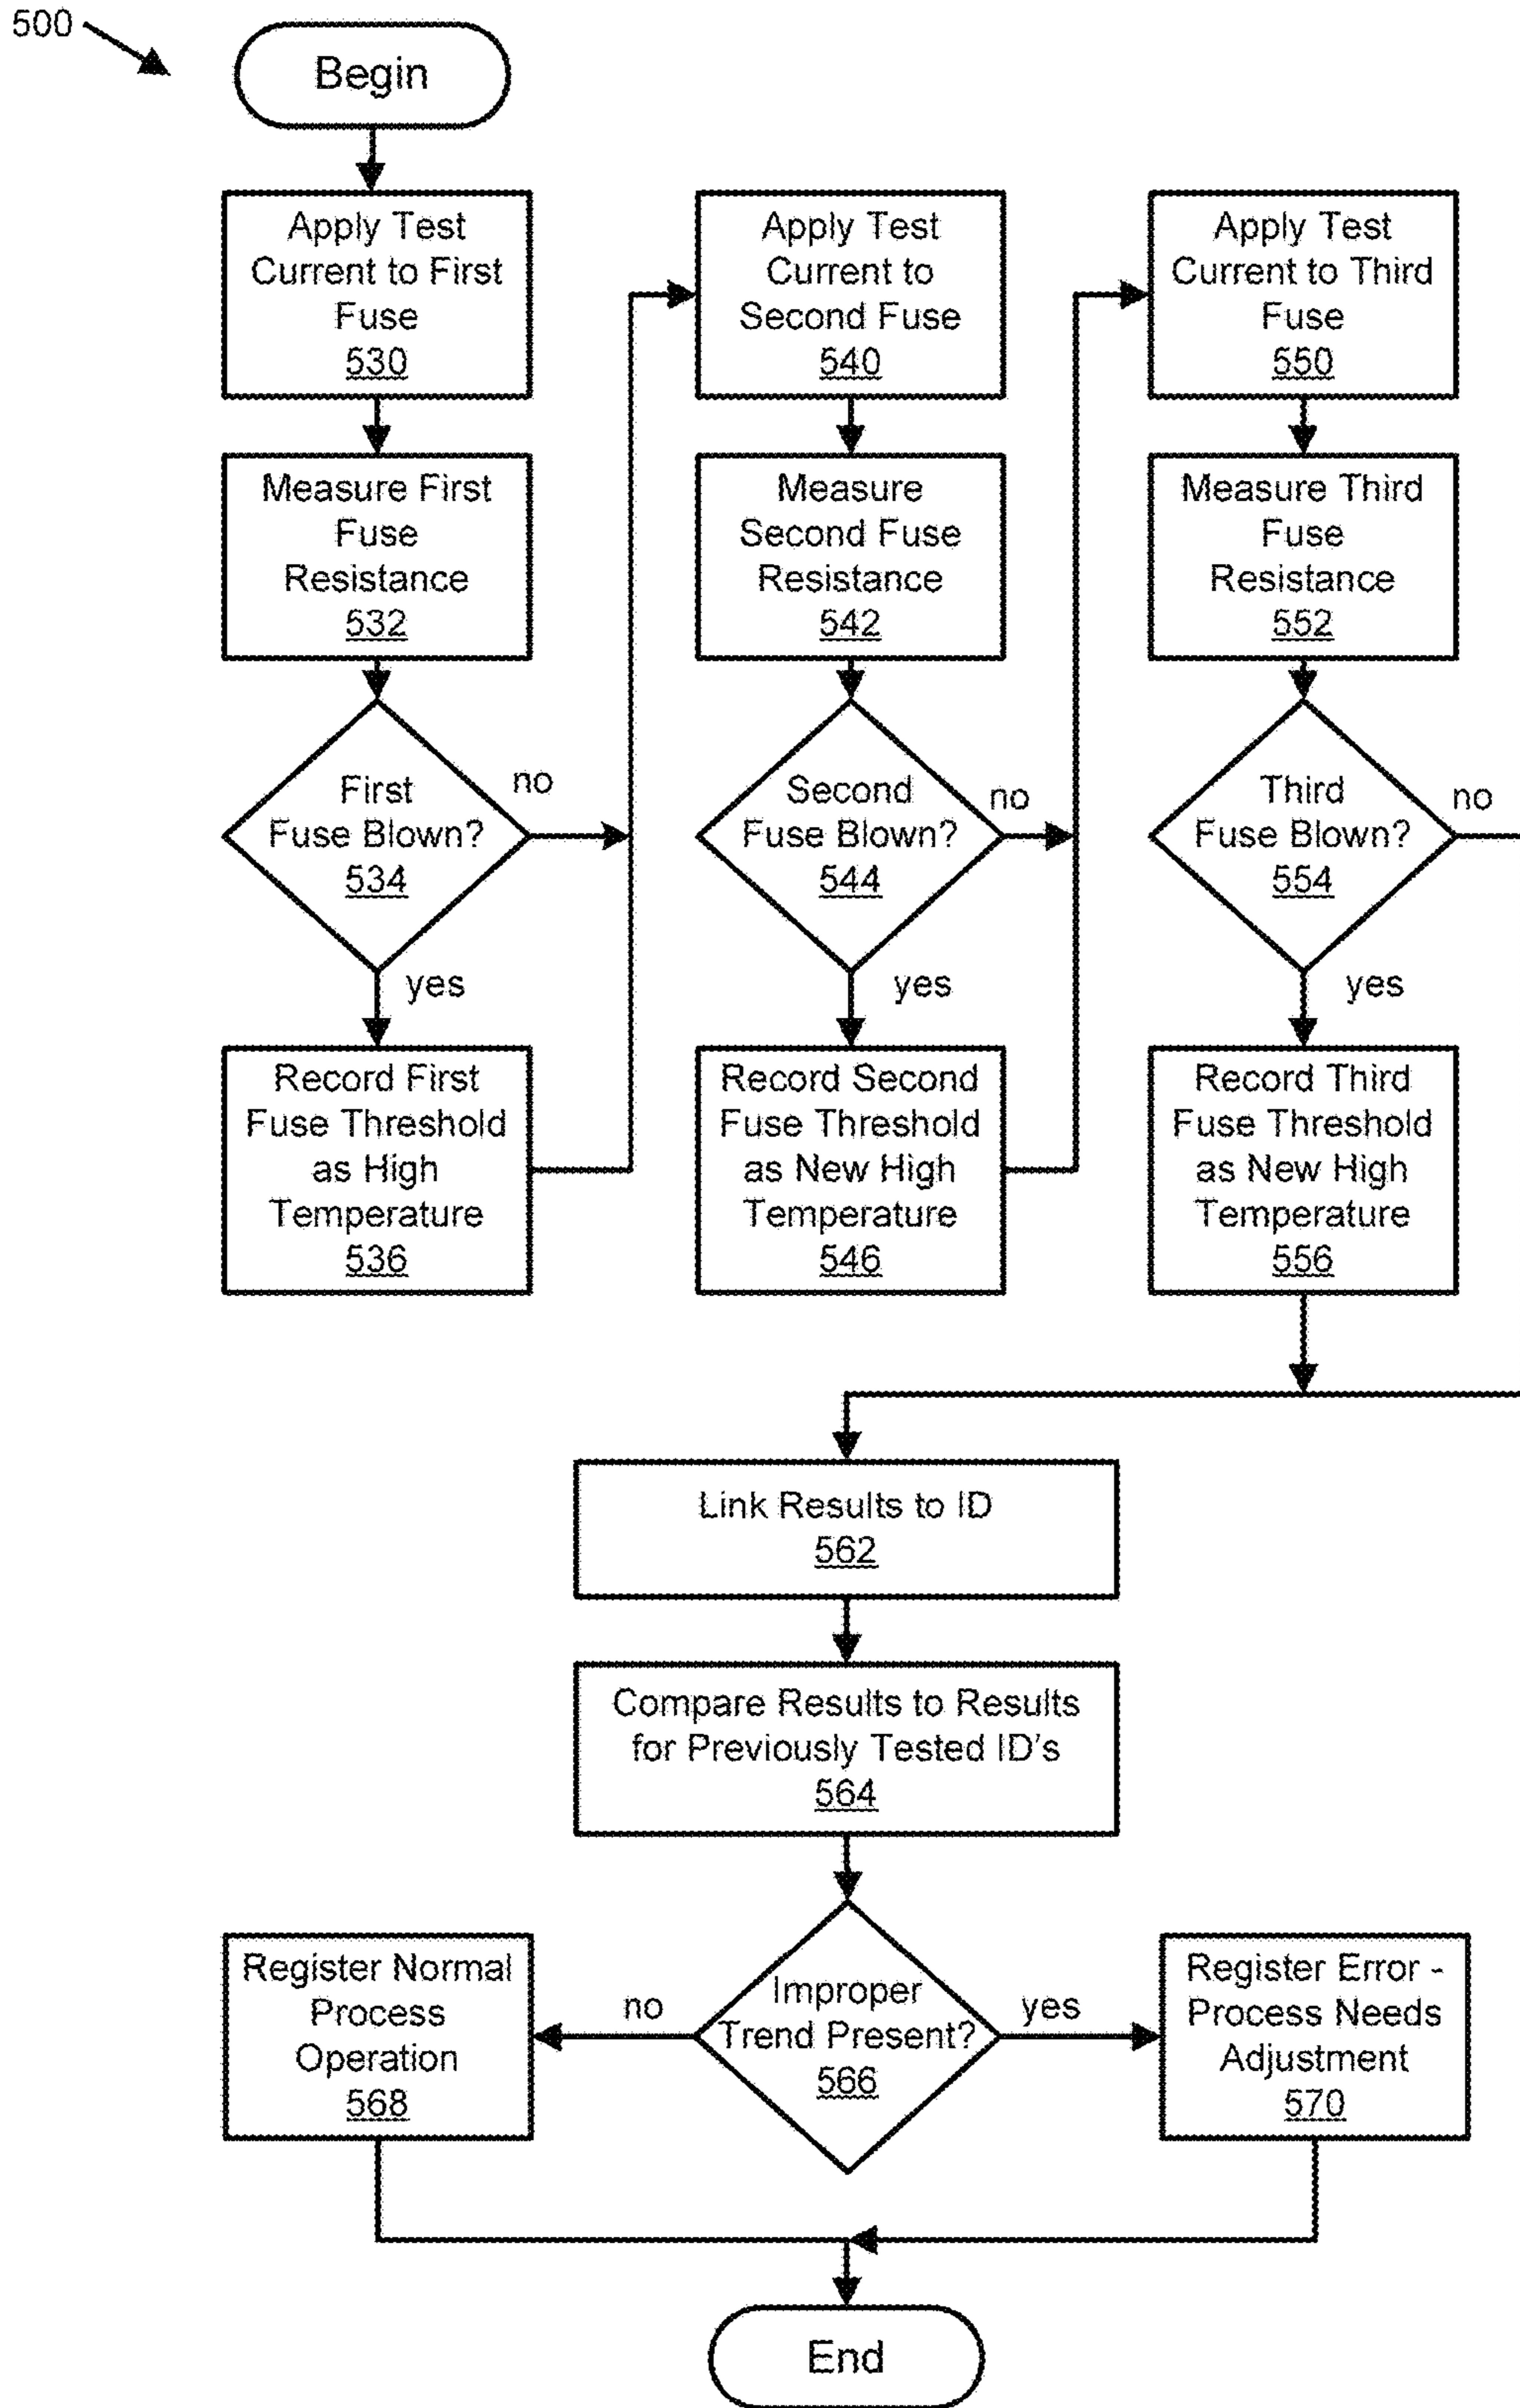 500
Begin
Apply Test
Current to First
Fuse
530
Measure First
Fuse
Resistance
532
First
Fuse Blown?
534
no
yes
Record First
Fuse Threshold
as High
Temperature
536
Apply Test
Current to
Second Fuse
540
Measure
Second Fuse
Resistance
542
Second
Fuse Blown?
544
no
yes
Record Second
Fuse Threshold
as New High
Temperature
546
Apply Test
Current to Third
Fuse
550
Measure Third
Fuse
Resistance
552
Third
Fuse Blown?
554
no
yes
Record Third
Fuse Threshold
as New High
Temperature
556
Link Results to ID
562
Compare Results to Results
for Previously Tested ID's
564
Improper
Trend Present?
566
no
yes
Register Normal
Process
Operation
568
Register Error -
Process Needs
Adjustment
570
End